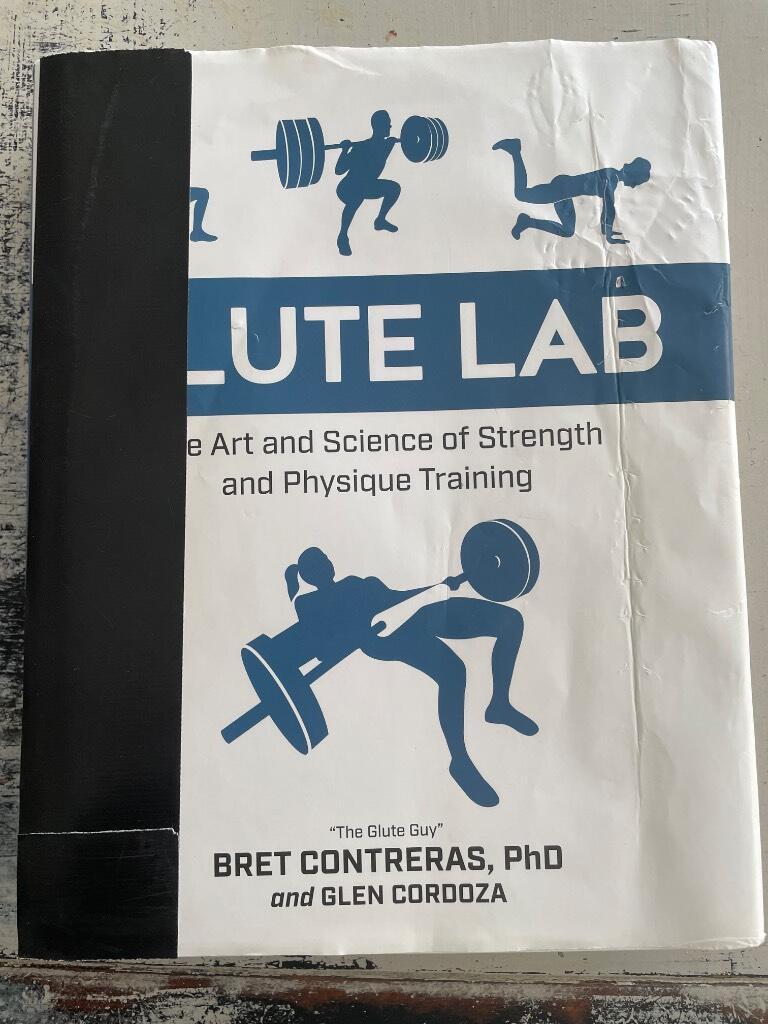 LUTE LAB
e Art and Science of Strength
and Physique Training
“The Glute Guy”
BRET CONTRERAS, PhD
and GLEN CORDOZA